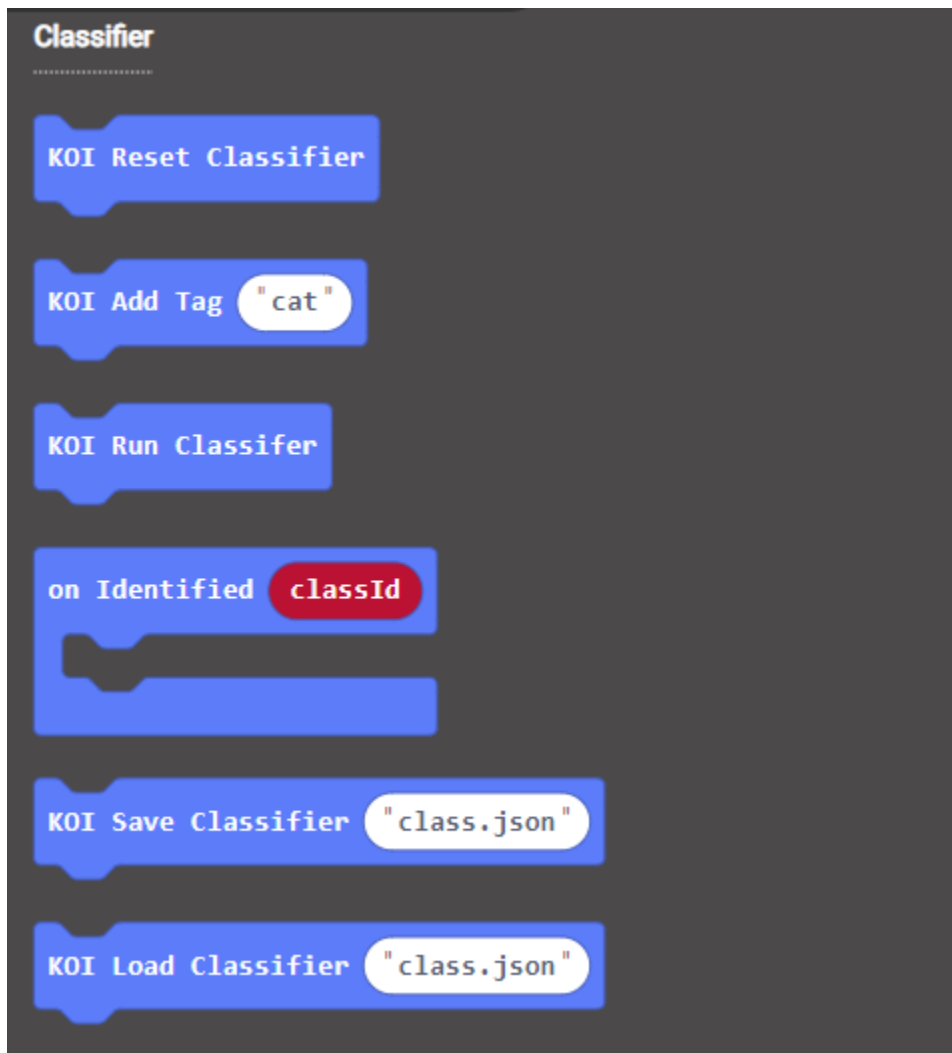 Classifier
KOI Reset Classifier
KOI Add Tag "cat"
KOI Run Classifer
on Identified classId
KOI Save Classifier "class.json"
KOI Load Classifier "class.json"